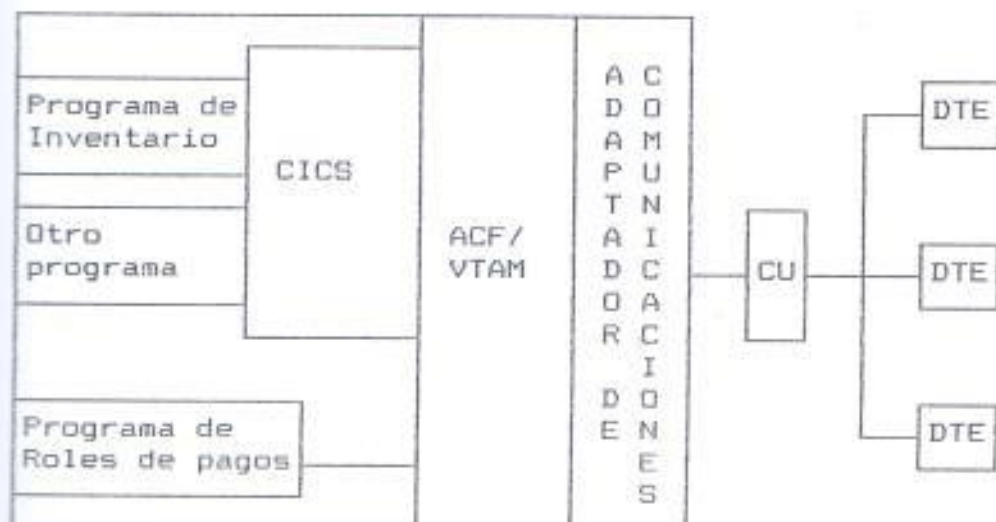 Programa de
Inventario
Otro
programa
CICS
Programa de
Roles de pagos
ACF/
VTAM
ADAPTADOR DE
COMUNICACIONES
CU
DTE
DTE
DTE